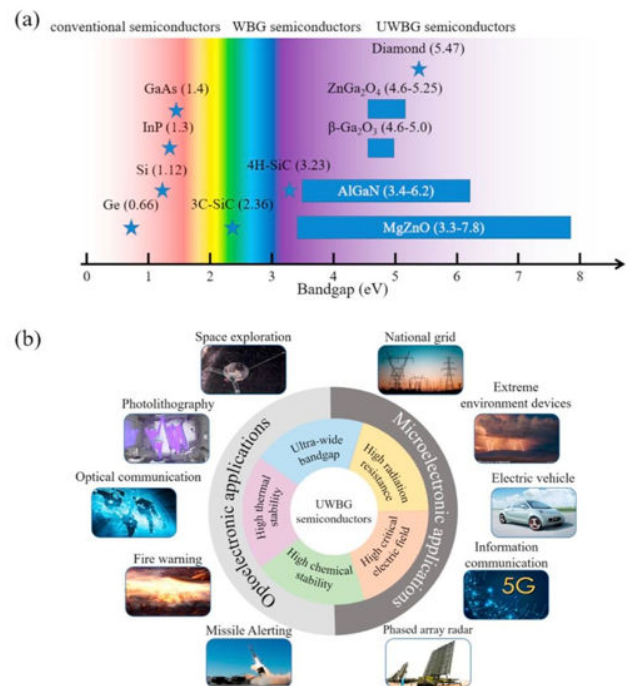 (a)
conventional semiconductors WBG semiconductors UWBG semiconductors
Diamond (5.47)
GaAs (1.4)
ZnGa₂O₄ (4.6-5.25)
InP (1.3)
β-Ga₂O₃ (4.6-5.0)
Si (1.12)
4H-SiC (3.23)
AlGaN (3.4-6.2)
Ge (0.66)
3C-SiC (2.36)
MgZnO (3.3-7.8)
0 1 2 3 4 5 6 7 8
Bandgap (eV)
(b)
Space exploration
National grid
Photolithography
Extreme
environment devices
Optical communication
Electric vehicle
Fire warning
Information
communication
5G
Missile Alerting
Phased array radar
Optoelectronic applications
Microelectronic applications
Ultra-wide
bandgap
High radiation
resistance
High thermal
stability
UWBG
semiconductors
High critical
electric field
High chemical
stability